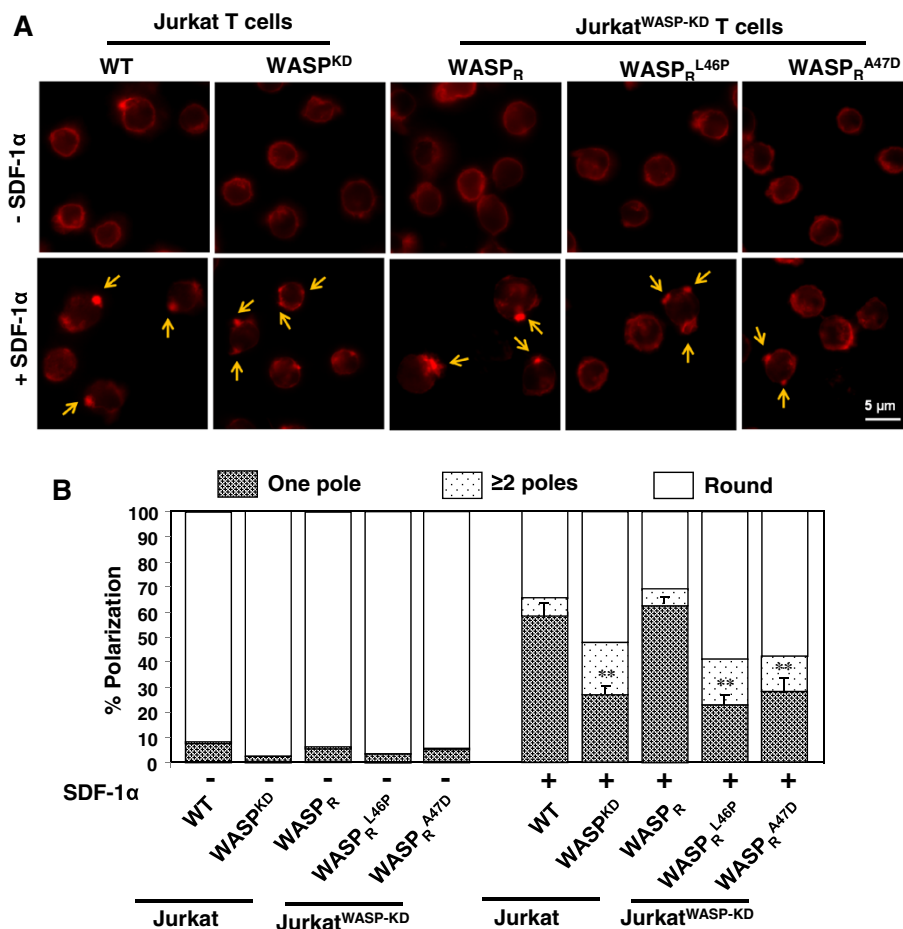 A
Jurkat T cells
Jurkat^WASP-KD T cells
WT
WASP^KD
WASP_R
WASP_R^L46P
WASP_R^A47D
- SDF-1α
+ SDF-1α
5 µm
B
One pole
≥2 poles
Round
% Polarization
100
90
80
70
60
50
40
30
20
10
0
**
**
**
SDF-1α
- - - - - + + + + +
WT
WASP^KD
WASP_R
WASP_R^L46P
WASP_R^A47D
WT
WASP^KD
WASP_R
WASP_R^L46P
WASP_R^A47D
Jurkat
Jurkat^WASP-KD
Jurkat
Jurkat^WASP-KD